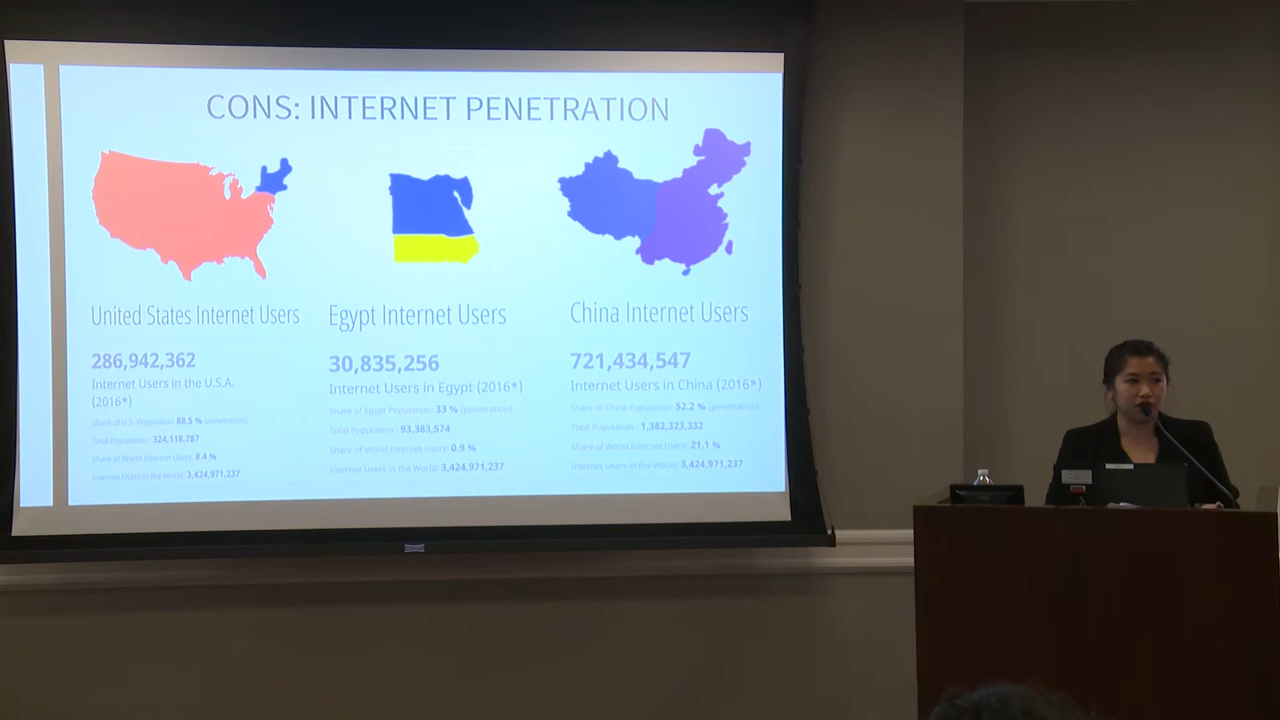 CONS: INTERNET PENETRATION
United States Internet Users
286,942,362
Internet Users in the U.S.A.
(2016*)
Share of U.S. Population: 88.5 % (penetration)
Total Population : 324,118,787
Share of World Internet Users: 8.4 %
Internet Users in the World: 3,424,971,237
Egypt Internet Users
30,835,256
Internet Users in Egypt (2016*)
Share of Egypt Population: 33 % (penetration)
Total Population : 93,383,574
Share of World Internet Users: 0.9 %
Internet Users in the World: 3,424,971,237
China Internet Users
721,434,547
Internet Users in China (2016*)
Share of China Population: 52.2 % (penetration)
Total Population : 1,382,323,332
Share of World Internet Users: 21.1 %
Internet Users in the World: 3,424,971,237